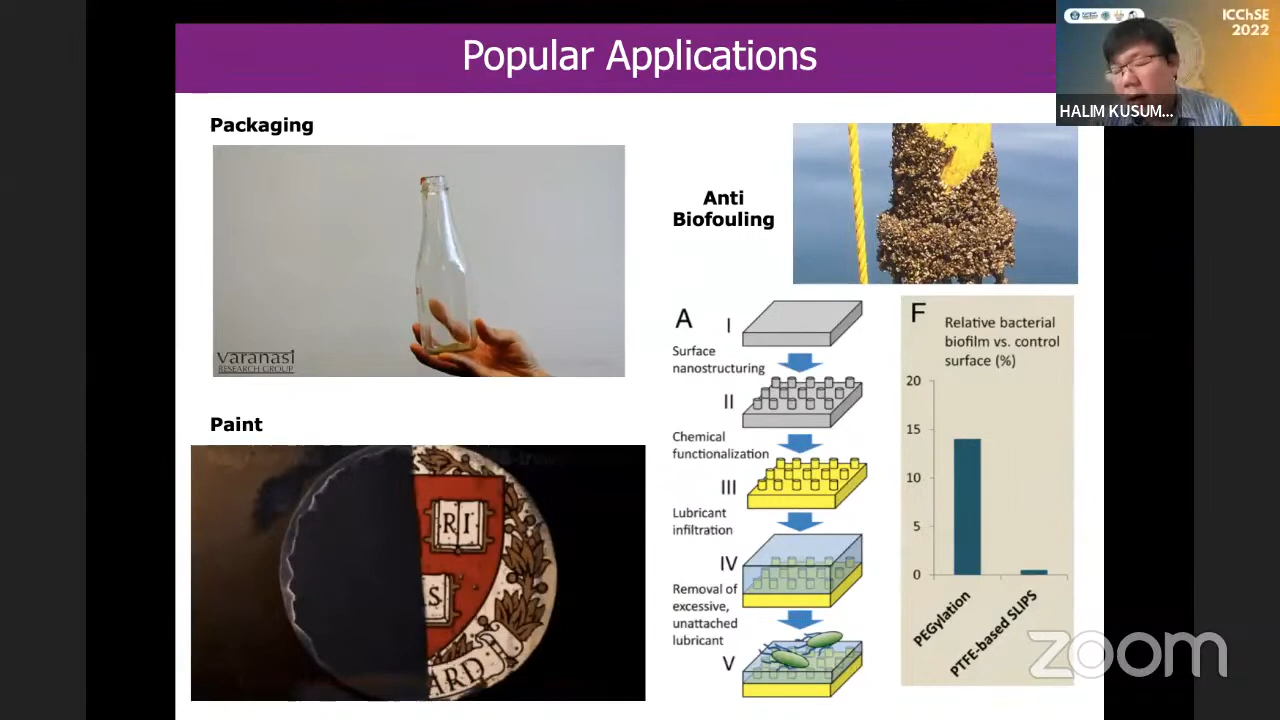 Popular Applications
ICChSE
2022
HALIM KUSUM...
Packaging
varanasi
RESEARCH GROUP
Anti
Biofouling
Paint
RI
S.
ARD
A
I
Surface
nanostructuring
II
Chemical
functionalization
III
Lubricant
infiltration
IV
Removal of
excessive,
unattached
lubricant
V
F
Relative bacterial
biofilm vs. control
surface (%)
20
15
10
5
0
PEGylation
PTFE-based SLIPS
zoom